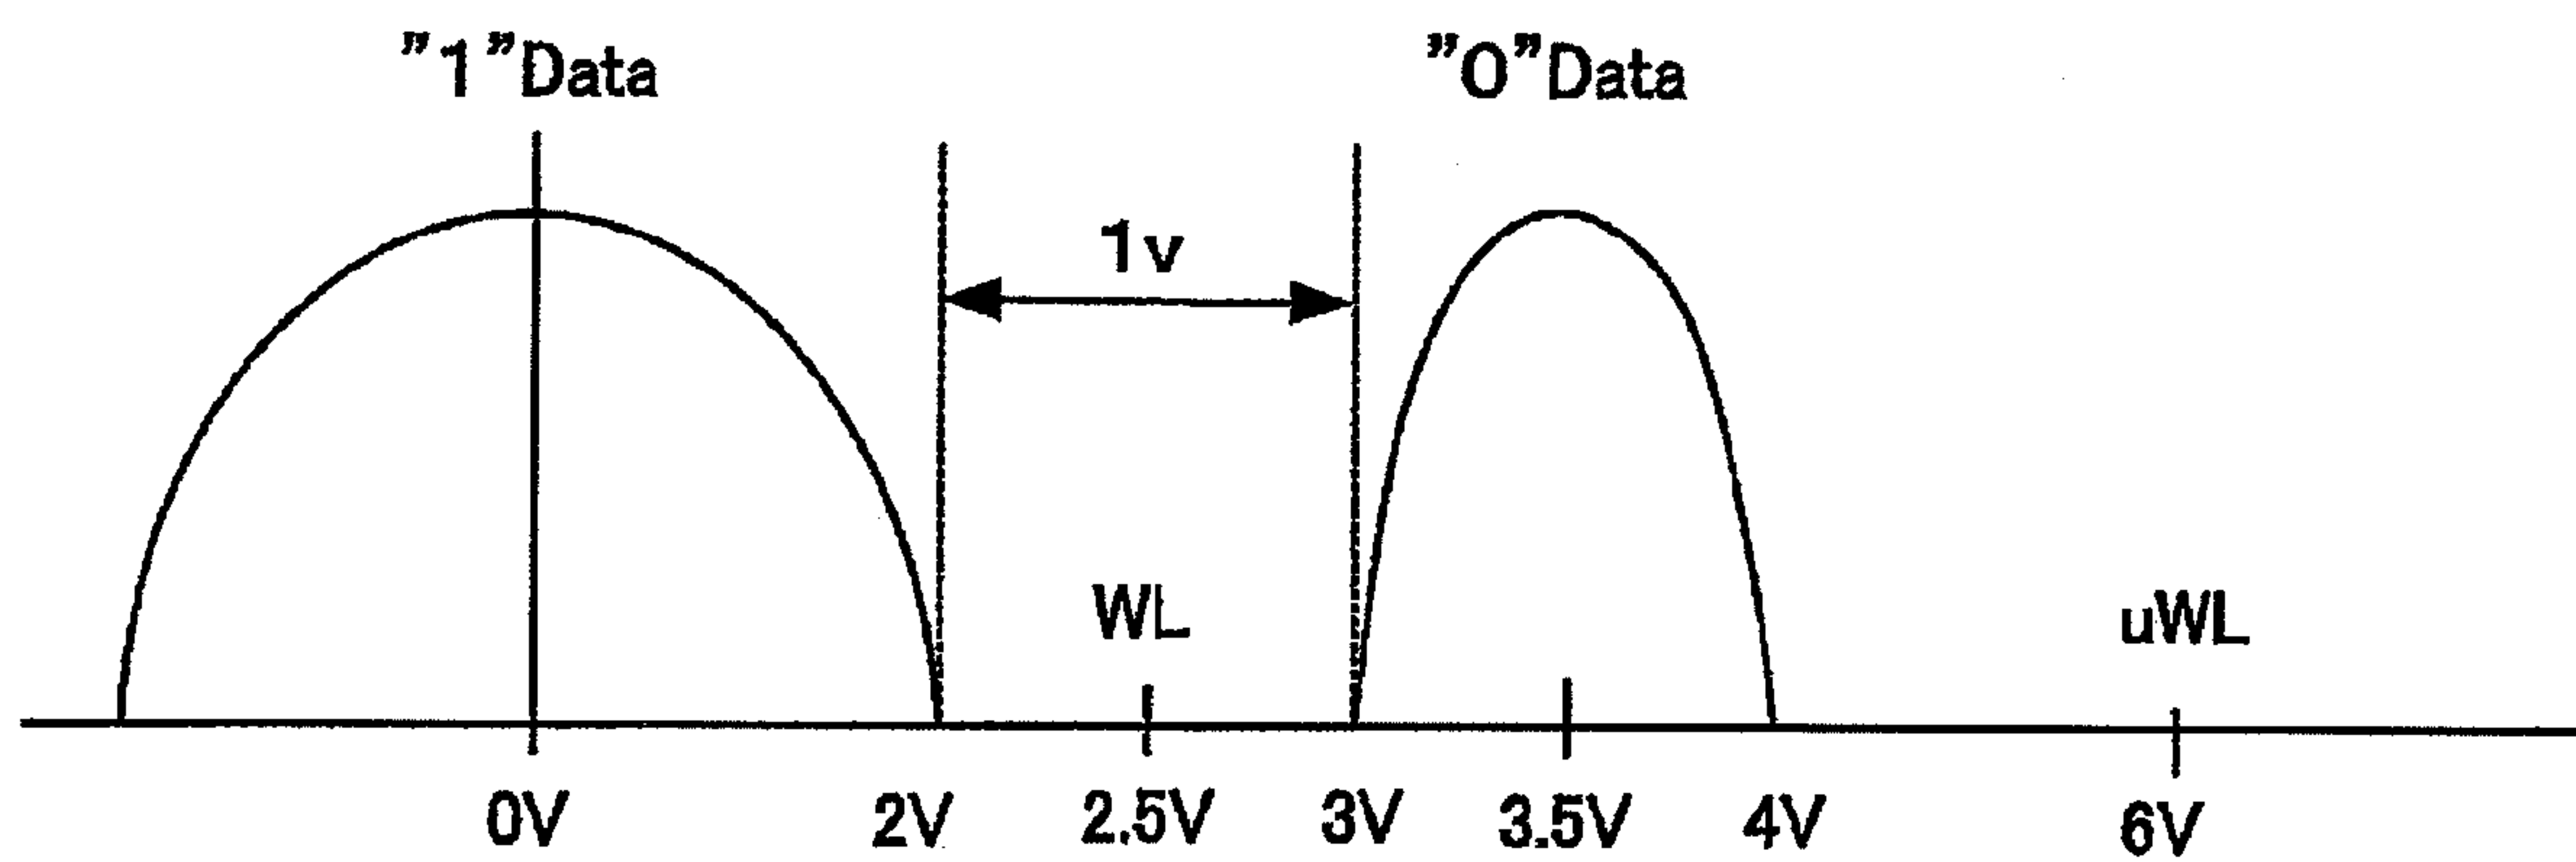 ”1”Data ”0”Data
1v
WL uWL
0V 2V 2.5V 3V 3.5V 4V 6V